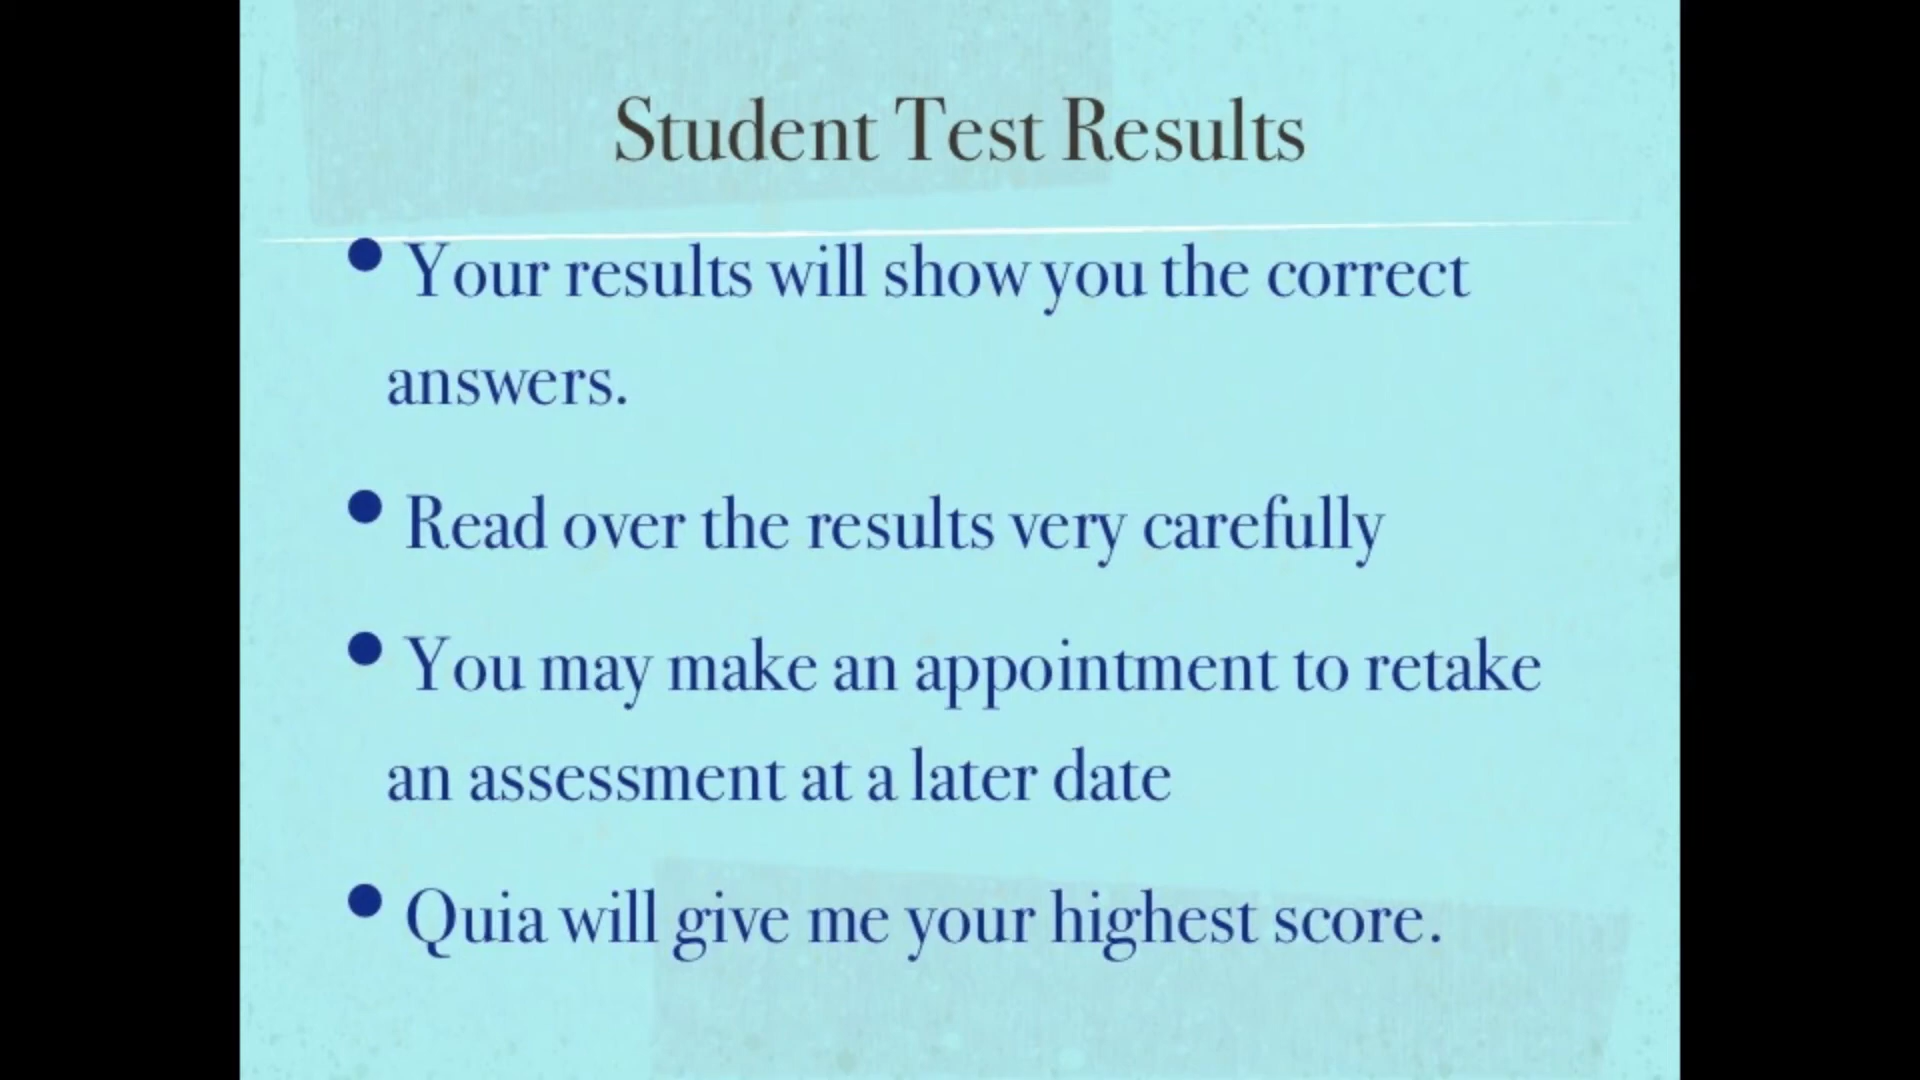 Student Test Results
• Your results will show you the correct
answers.
• Read over the results very carefully
• You may make an appointment to retake
an assessment at a later date
• Quia will give me your highest score.